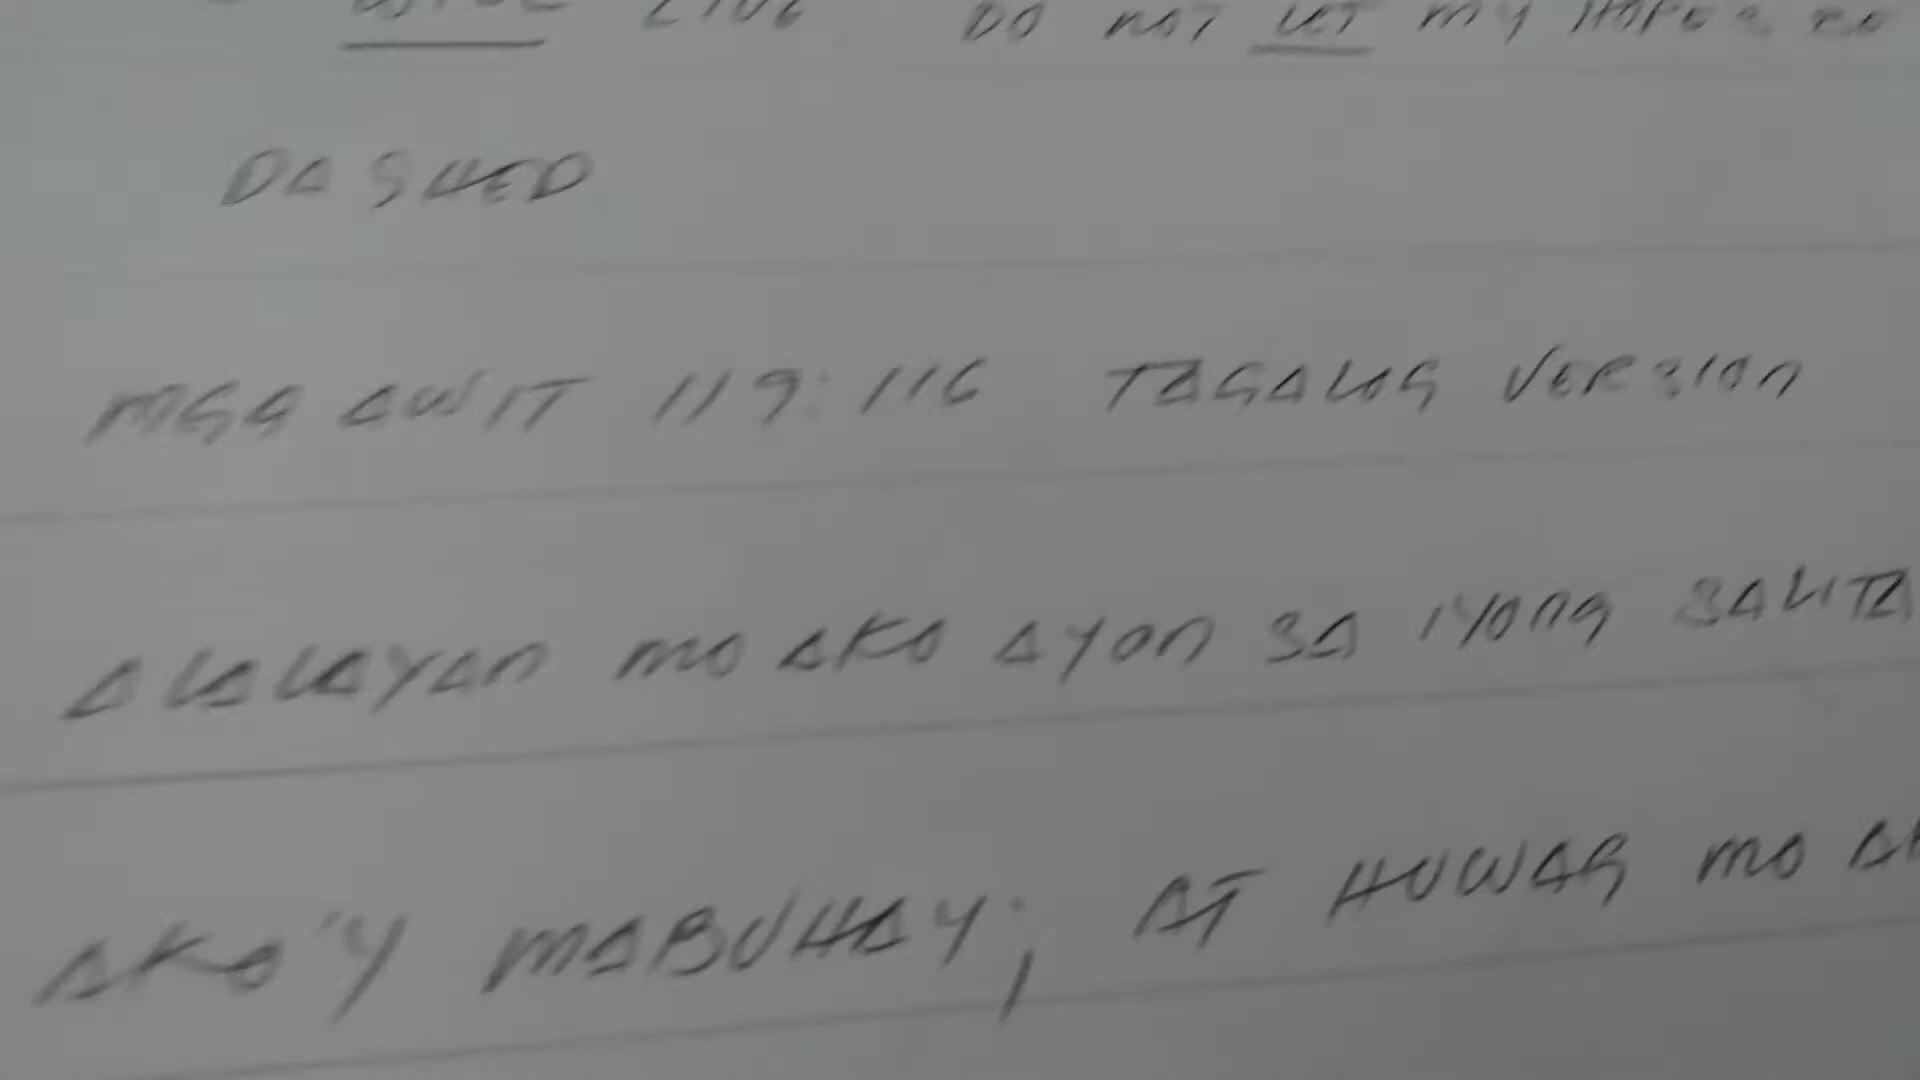 LIVE DO NOT LET MY HOPES BE
DASHED
MGA AWIT 119:116 TAGALOG VERSION
ALALAYAN MO AKO AYON SA IYONG SALITA
AKO'Y MABUHAY; AT HUWAG MO